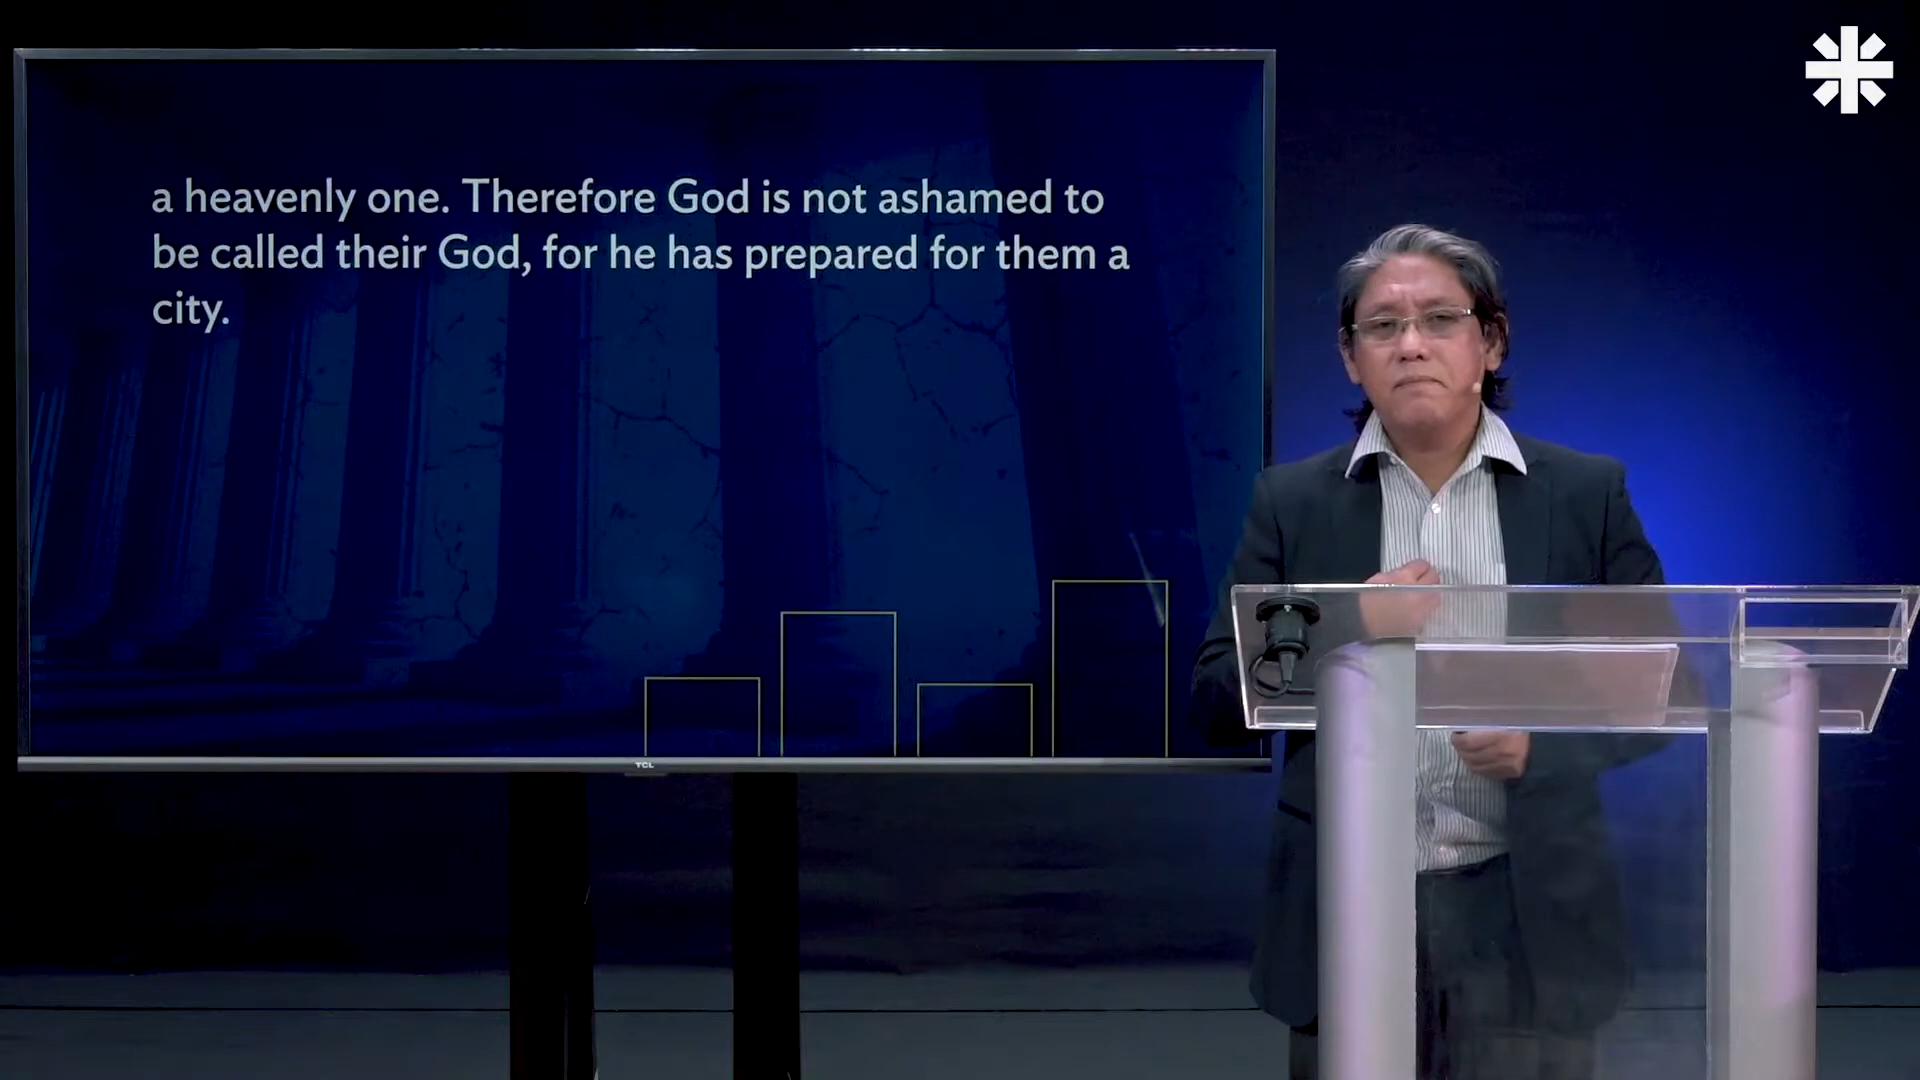 a heavenly one. Therefore God is not ashamed to
be called their God, for he has prepared for them a
city.
TCL